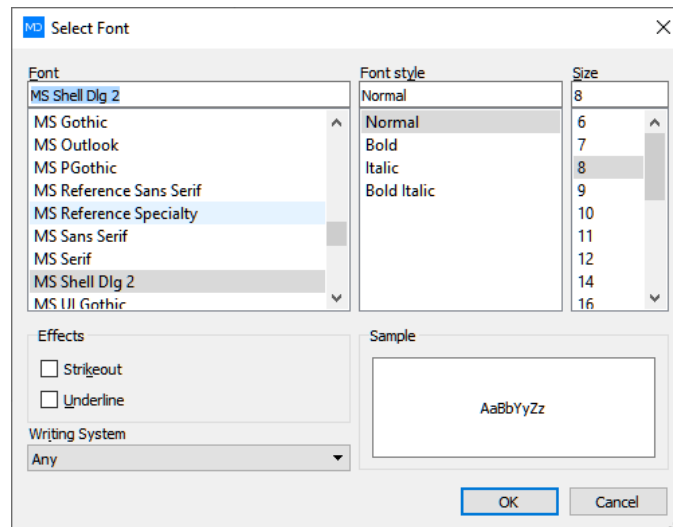 MD Select Font
Font
MS Shell Dlg 2
MS Gothic
MS Outlook
MS PGothic
MS Reference Sans Serif
MS Reference Specialty
MS Sans Serif
MS Serif
MS Shell Dlg 2
MS UI Gothic
Font style
Normal
Normal
Bold
Italic
Bold Italic
Size
8
6
7
8
9
10
11
12
14
16
Effects
Strikeout
Underline
Sample
AaBbYyZz
Writing System
Any
OK
Cancel